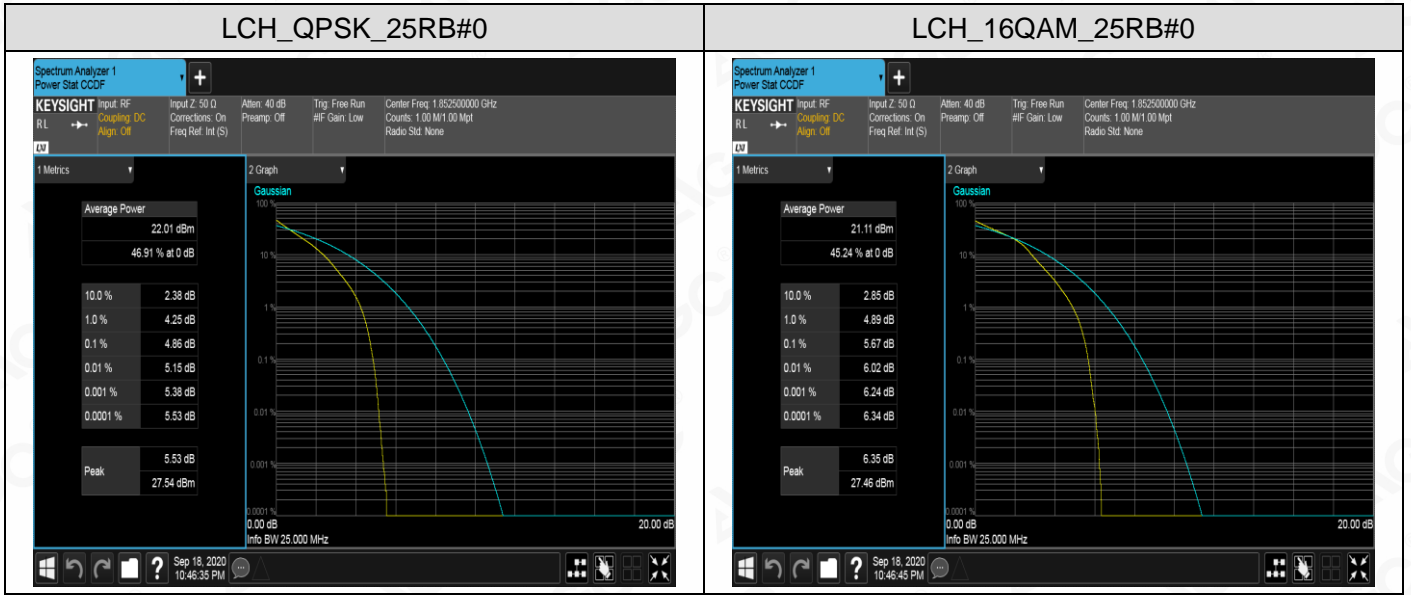 LCH_QPSK_25RB#0
Spectrum Analyzer 1
Power Stat CCDF
+
KEYSIGHT
RL
LXI
Input: RF
Coupling: DC
Align: Off
Input Z: 50 Ω
Corrections: On
Freq Ref: Int (S)
Atten: 40 dB
Preamp: Off
Trig: Free Run
#IF Gain: Low
Center Freq: 1.852500000 GHz
Counts: 1.00 M/1.00 Mpt
Radio Std: None
1 Metrics
Average Power
22.01 dBm
46.91 % at 0 dB
10.0 % 2.38 dB
1.0 % 4.25 dB
0.1 % 4.86 dB
0.01 % 5.15 dB
0.001 % 5.38 dB
0.0001 % 5.53 dB
Peak
5.53 dB
27.54 dBm
2 Graph
Gaussian
100 %
10 %
1 %
0.1 %
0.01 %
0.001 %
0.0001 %
0.00 dB 20.00 dB
Info BW 25.000 MHz
?
Sep 18, 2020
10:46:35 PM
LCH_16QAM_25RB#0
Spectrum Analyzer 1
Power Stat CCDF
+
KEYSIGHT
RL
LXI
Input: RF
Coupling: DC
Align: Off
Input Z: 50 Ω
Corrections: On
Freq Ref: Int (S)
Atten: 40 dB
Preamp: Off
Trig: Free Run
#IF Gain: Low
Center Freq: 1.852500000 GHz
Counts: 1.00 M/1.00 Mpt
Radio Std: None
1 Metrics
Average Power
21.11 dBm
45.24 % at 0 dB
10.0 % 2.85 dB
1.0 % 4.89 dB
0.1 % 5.67 dB
0.01 % 6.02 dB
0.001 % 6.24 dB
0.0001 % 6.34 dB
Peak
6.35 dB
27.46 dBm
2 Graph
Gaussian
100 %
10 %
1 %
0.1 %
0.01 %
0.001 %
0.0001 %
0.00 dB 20.00 dB
Info BW 25.000 MHz
?
Sep 18, 2020
10:46:45 PM